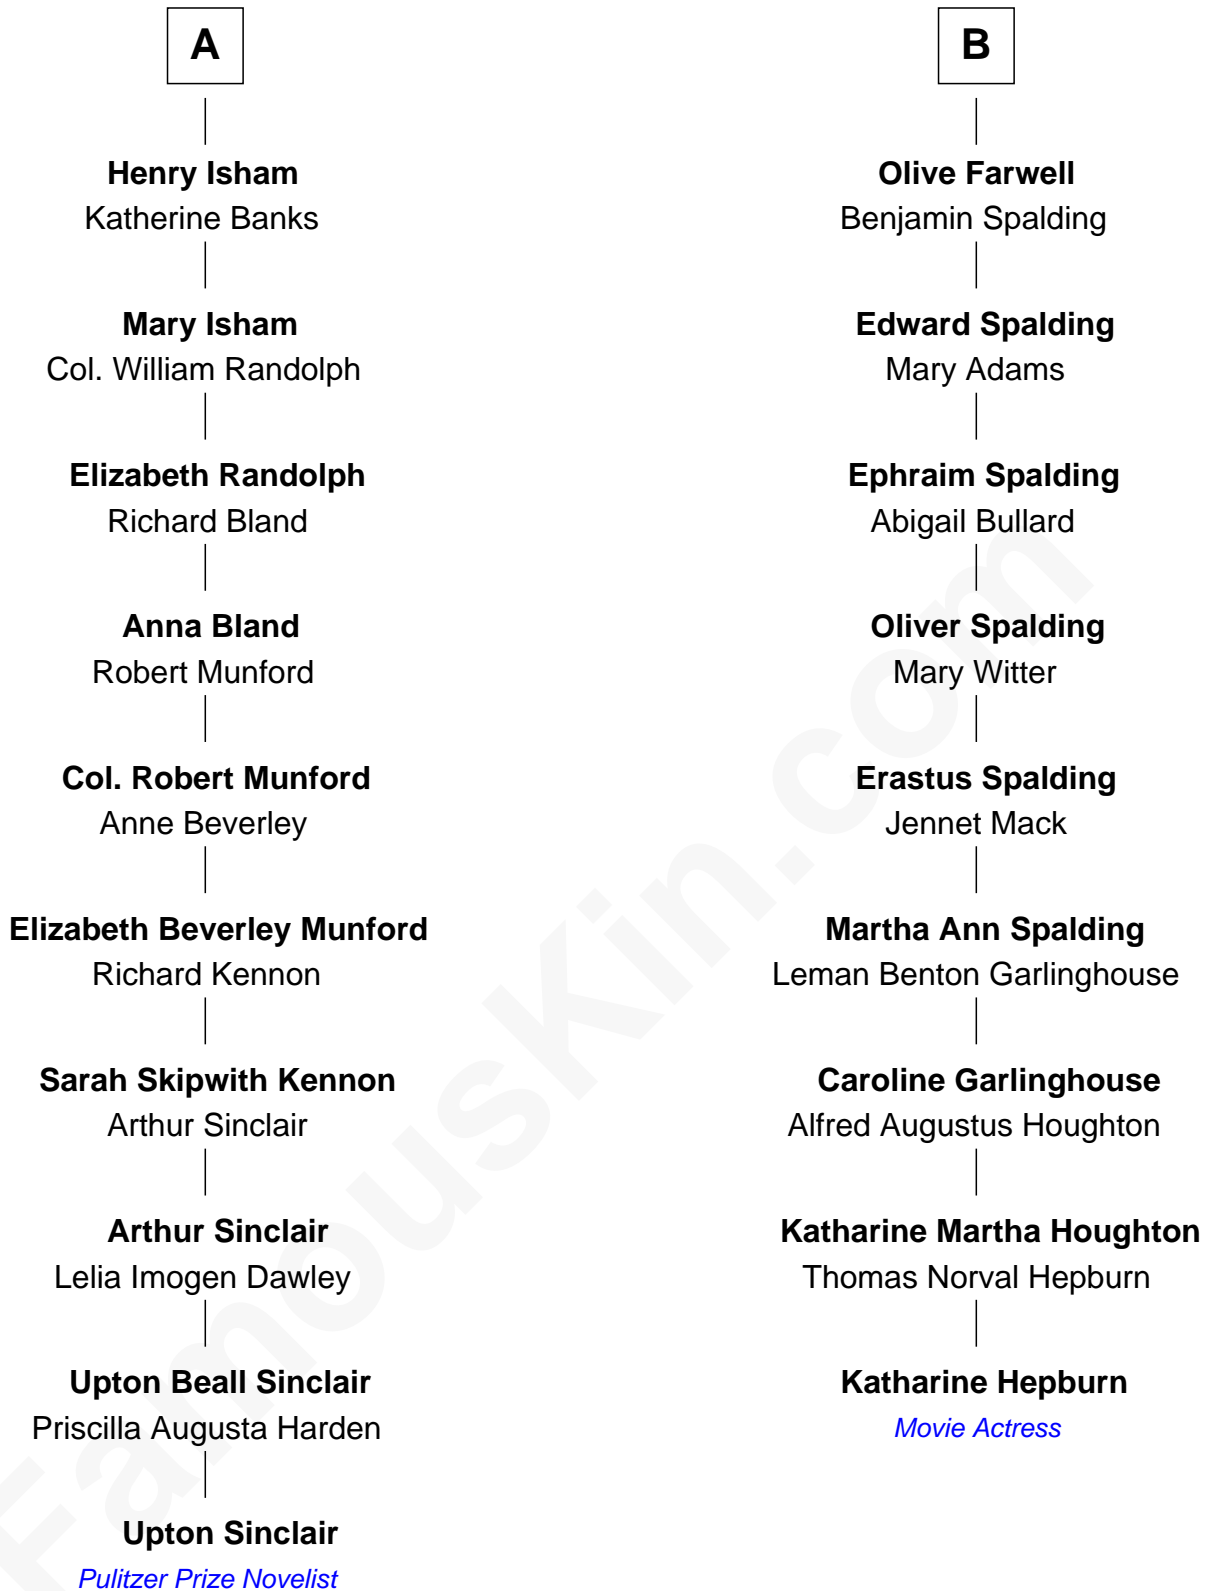 A
Henry Isham
Katherine Banks
Mary Isham
Col. William Randolph
Elizabeth Randolph
Richard Bland
Anna Bland
Robert Munford
Col. Robert Munford
Anne Beverley
Elizabeth Beverley Munford
Richard Kennon
Sarah Skipwith Kennon
Arthur Sinclair
Arthur Sinclair
Lelia Imogen Dawley
Upton Beall Sinclair
Priscilla Augusta Harden
Upton Sinclair
Pulitzer Prize Novelist
B
Olive Farwell
Benjamin Spalding
Edward Spalding
Mary Adams
Ephraim Spalding
Abigail Bullard
Oliver Spalding
Mary Witter
Erastus Spalding
Jennet Mack
Martha Ann Spalding
Leman Benton Garlinghouse
Caroline Garlinghouse
Alfred Augustus Houghton
Katharine Martha Houghton
Thomas Norval Hepburn
Katharine Hepburn
Movie Actress
FamousKin.com